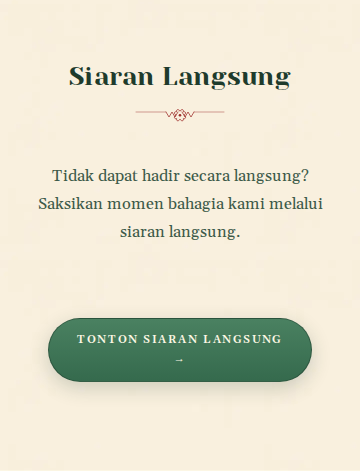 Siaran Langsung
Tidak dapat hadir secara langsung?
Saksikan momen bahagia kami melalui
siaran langsung.
TONTON SIARAN LANGSUNG
→